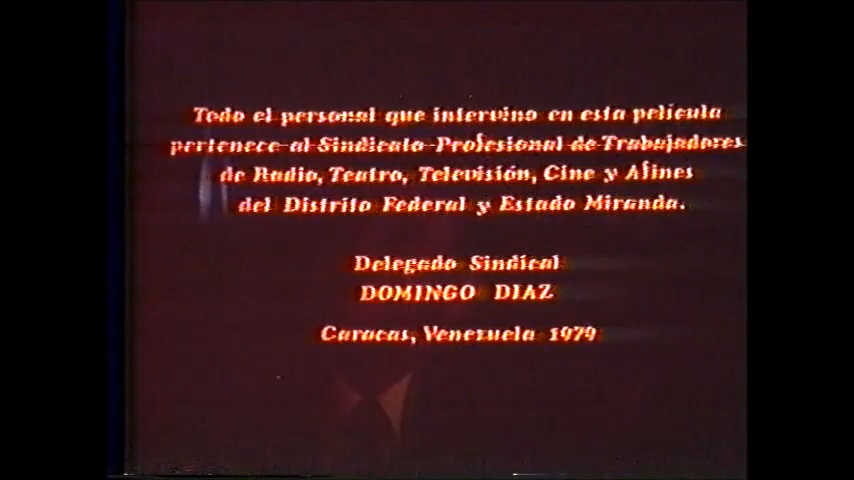 Todo el personal que intervino en esta película
pertenece al Sindicato Profesional de Trabajadores
de Radio, Teatro, Televisión, Cine y Afines
del Distrito Federal y Estado Miranda.
Delegado Sindical
DOMINGO DIAZ
Caracas, Venezuela 1979